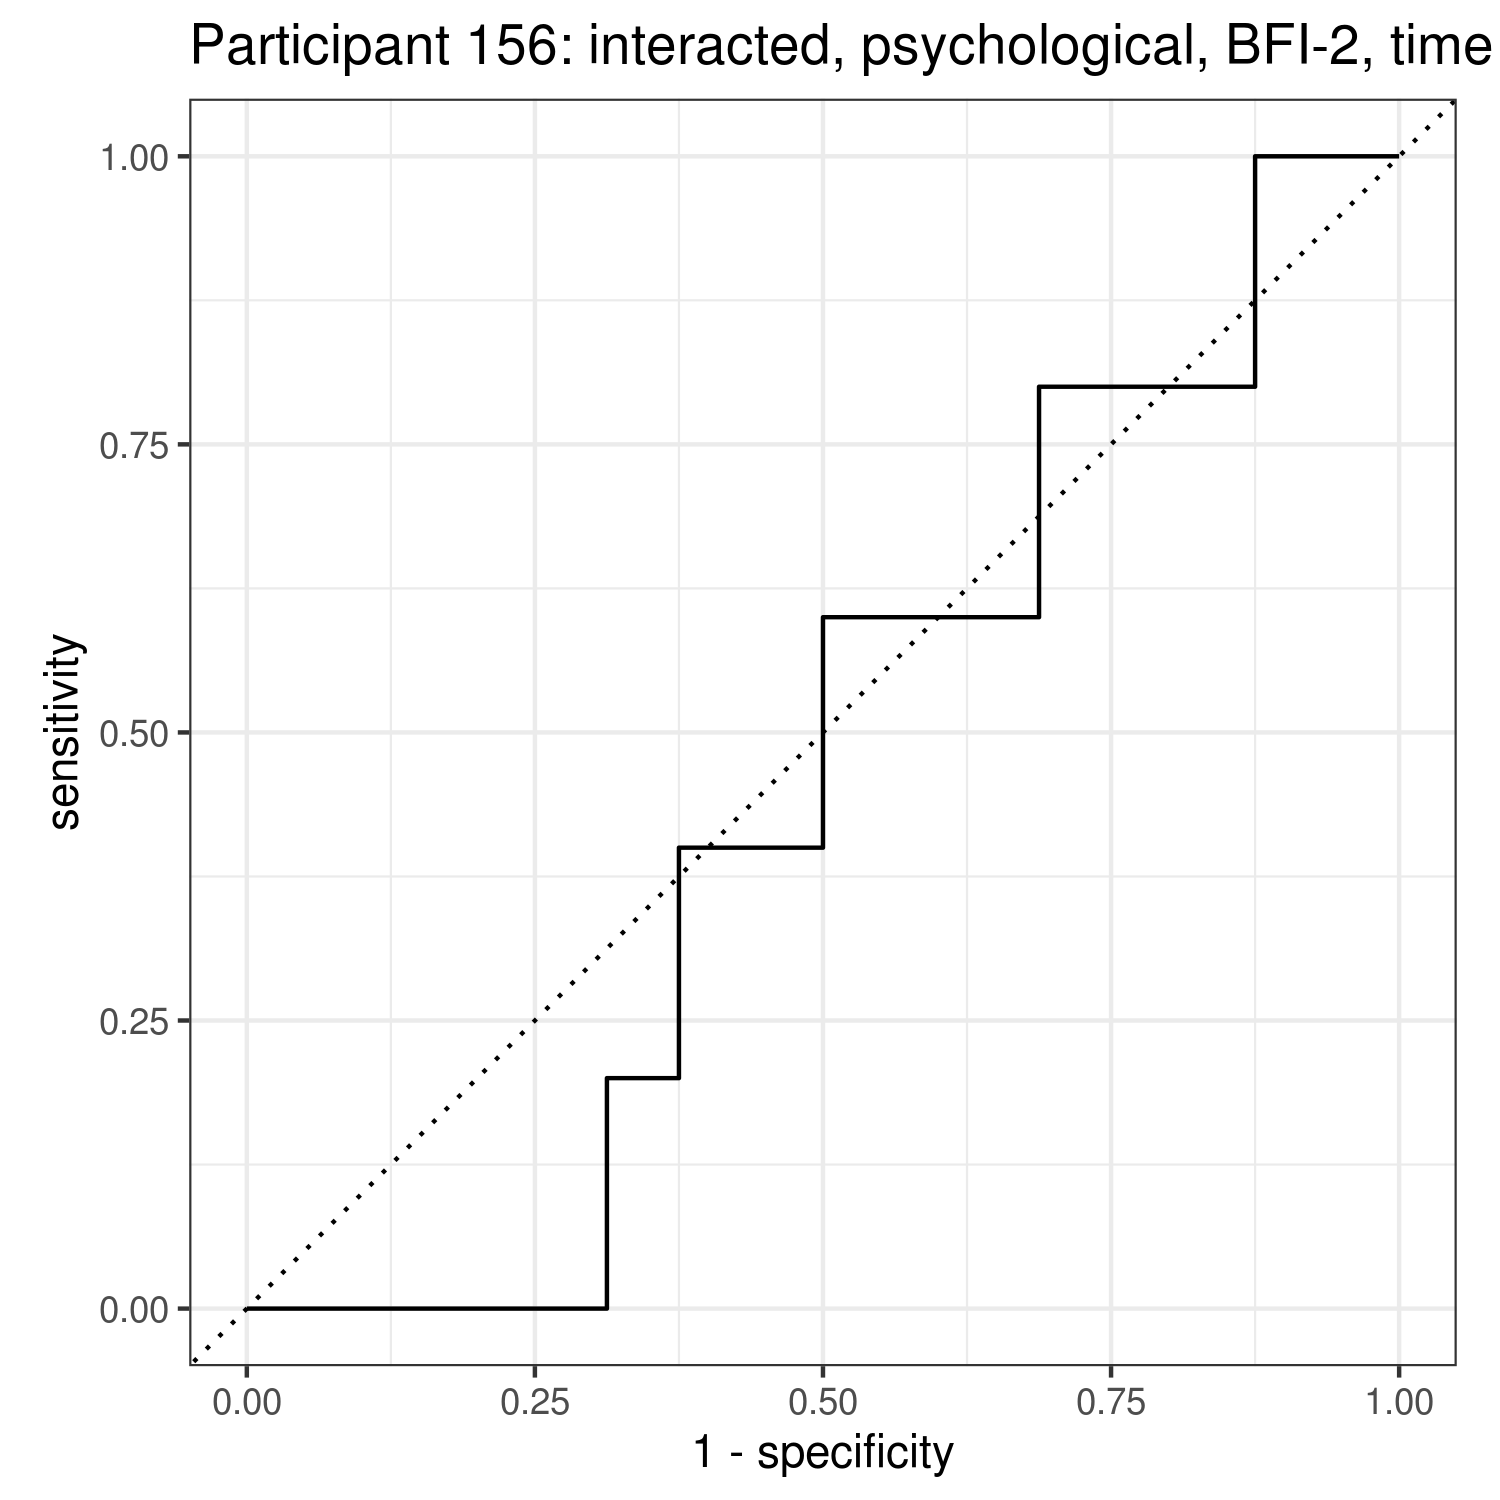 Participant 156: interacted, psychological, BFI-2, time
1.00
0.75
0.50
0.25
0.00
sensitivity
0.00 0.25 0.50 0.75 1.00
1 - specificity